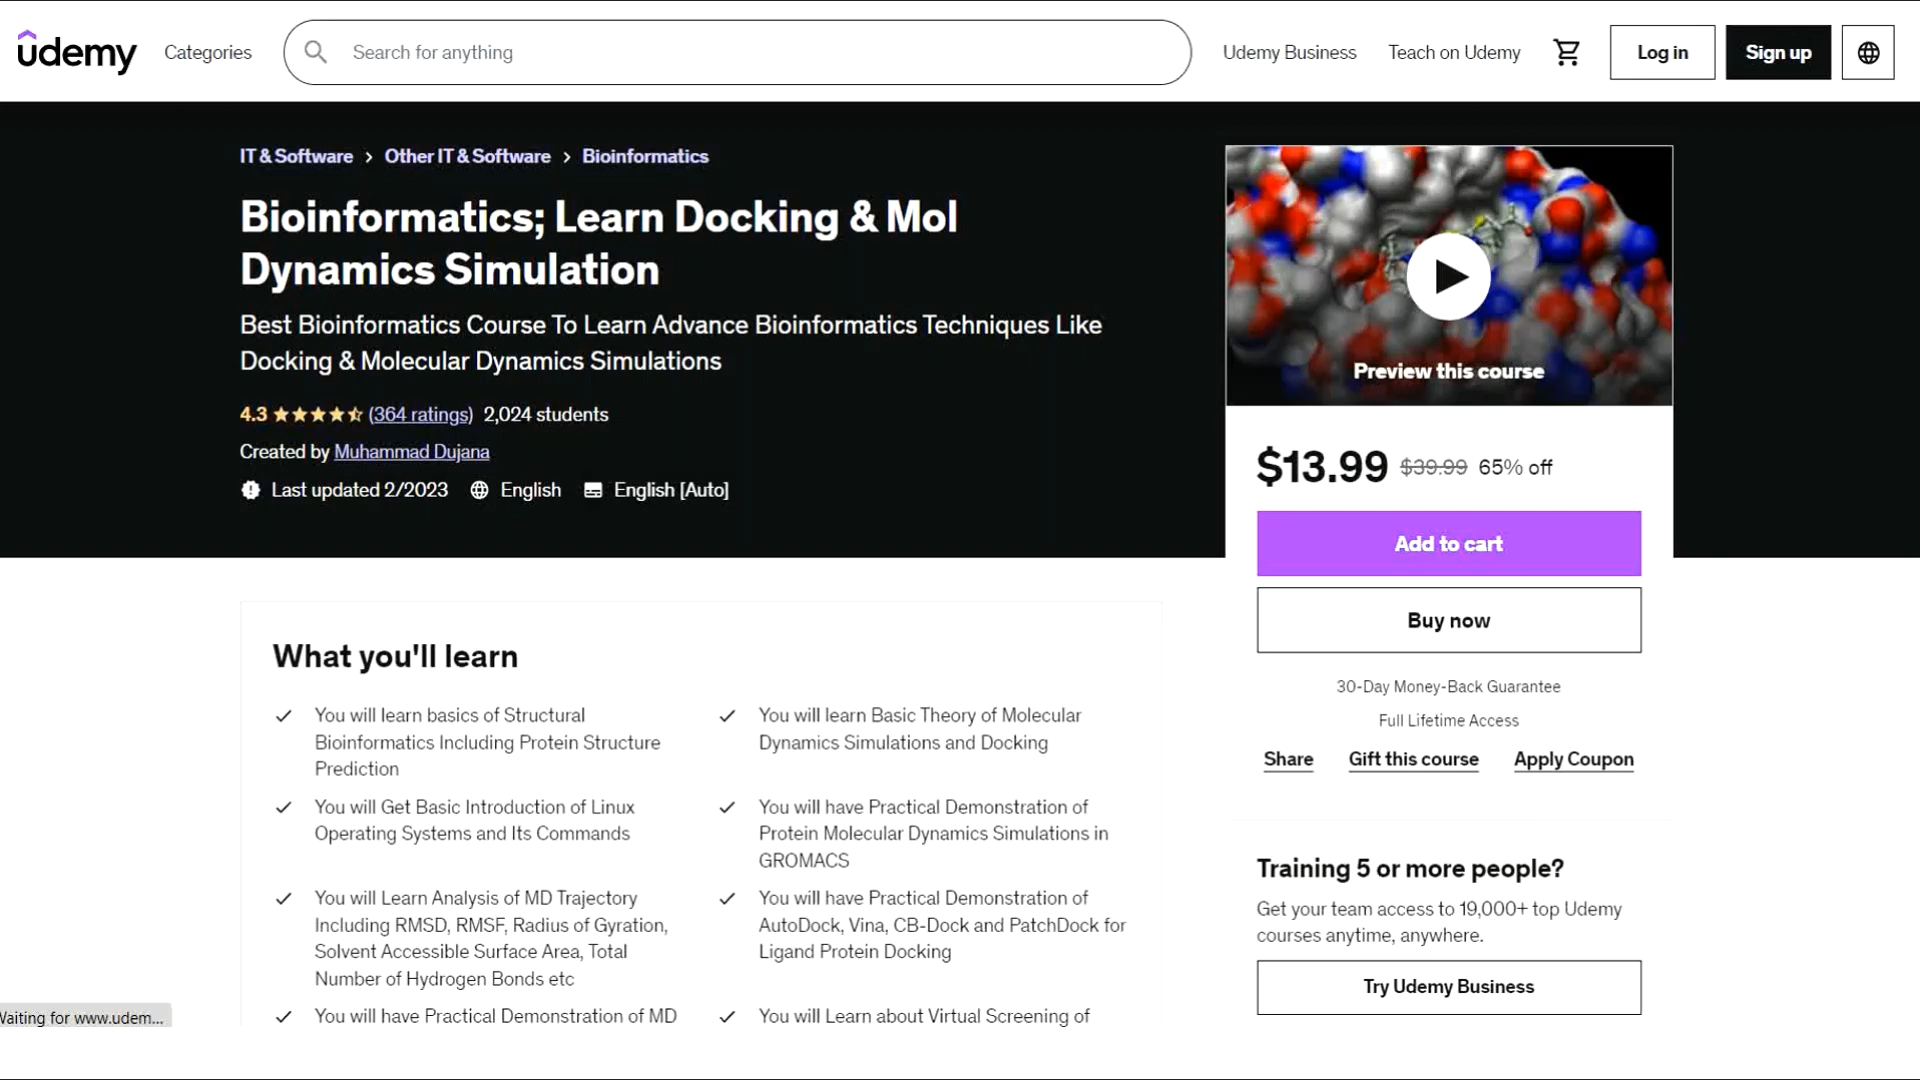 udemy
Categories
Search for anything
Udemy Business
Teach on Udemy
Log in
Sign up
IT & Software > Other IT & Software > Bioinformatics
Bioinformatics; Learn Docking & Mol
Dynamics Simulation
Best Bioinformatics Course To Learn Advance Bioinformatics Techniques Like
Docking & Molecular Dynamics Simulations
4.3 (364 ratings) 2,024 students
Created by Muhammad Dujana
Last updated 2/2023 English English [Auto]
Preview this course
$13.99 $39.99 65% off
Add to cart
Buy now
30-Day Money-Back Guarantee
Full Lifetime Access
Share Gift this course Apply Coupon
Training 5 or more people?
Get your team access to 19,000+ top Udemy
courses anytime, anywhere.
Try Udemy Business
What you'll learn
You will learn basics of Structural
Bioinformatics Including Protein Structure
Prediction
You will learn Basic Theory of Molecular
Dynamics Simulations and Docking
You will Get Basic Introduction of Linux
Operating Systems and Its Commands
You will have Practical Demonstration of
Protein Molecular Dynamics Simulations in
GROMACS
You will Learn Analysis of MD Trajectory
Including RMSD, RMSF, Radius of Gyration,
Solvent Accessible Surface Area, Total
Number of Hydrogen Bonds etc
You will have Practical Demonstration of
AutoDock, Vina, CB-Dock and PatchDock for
Ligand Protein Docking
You will have Practical Demonstration of MD
You will Learn about Virtual Screening of
Waiting for www.udem...